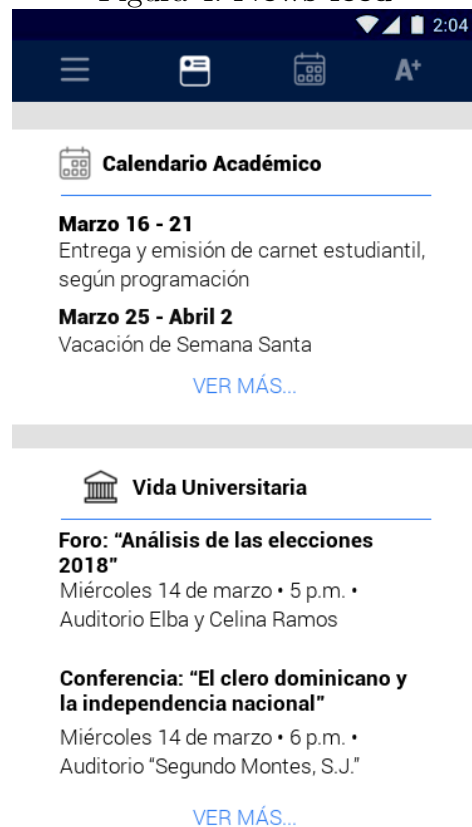 2:04
A+
Calendario Académico
Marzo 16 - 21
Entrega y emisión de carnet estudiantil,
según programación
Marzo 25 - Abril 2
Vacación de Semana Santa
VER MÁS...
Vida Universitaria
Foro: “Análisis de las elecciones
2018”
Miércoles 14 de marzo • 5 p.m. •
Auditorio Elba y Celina Ramos
Conferencia: “El clero dominicano y
la independencia nacional”
Miércoles 14 de marzo • 6 p.m. •
Auditorio “Segundo Montes, S.J.”
VER MÁS...